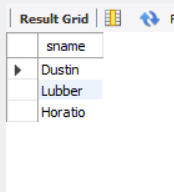 Result Grid
sname
Dustin
Lubber
Horatio